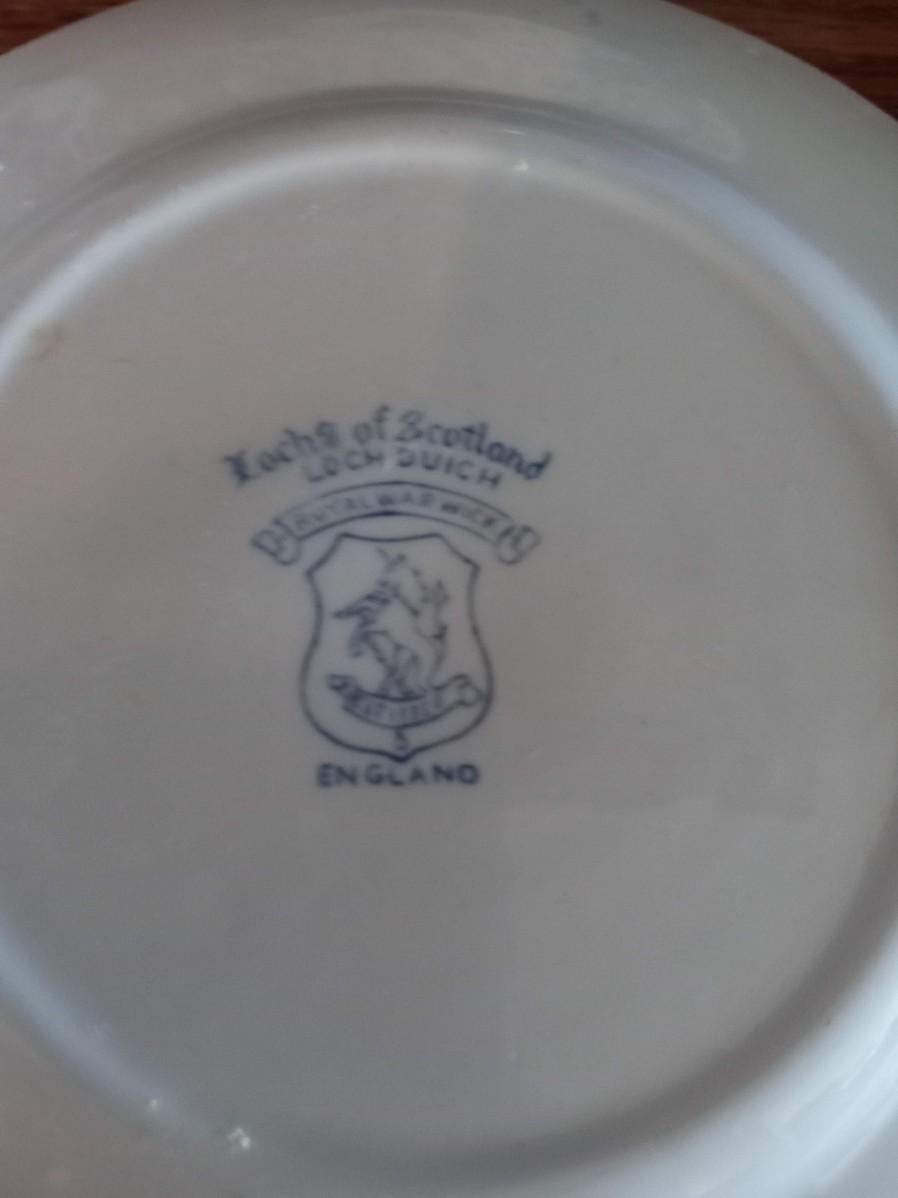 Lochs of Scotland
LOCH DUICH
ROYAL WARWICK
ENGLAND